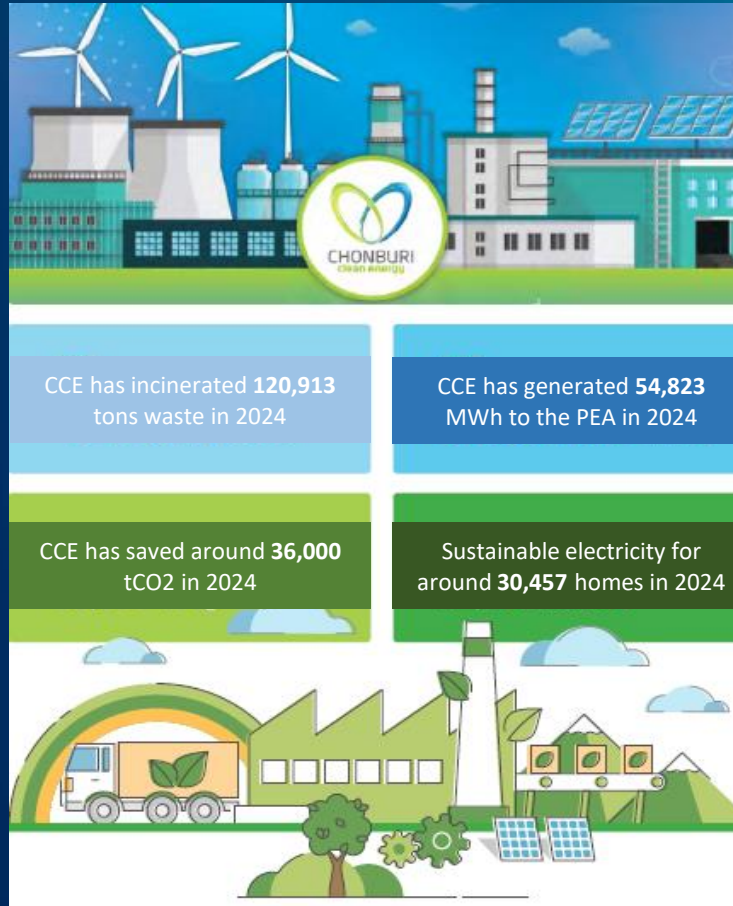 CHONBURI
clean energy
CCE has incinerated 120,913
tons waste in 2024
CCE has generated 54,823
MWh to the PEA in 2024
CCE has saved around 36,000
tCO2 in 2024
Sustainable electricity for
around 30,457 homes in 2024